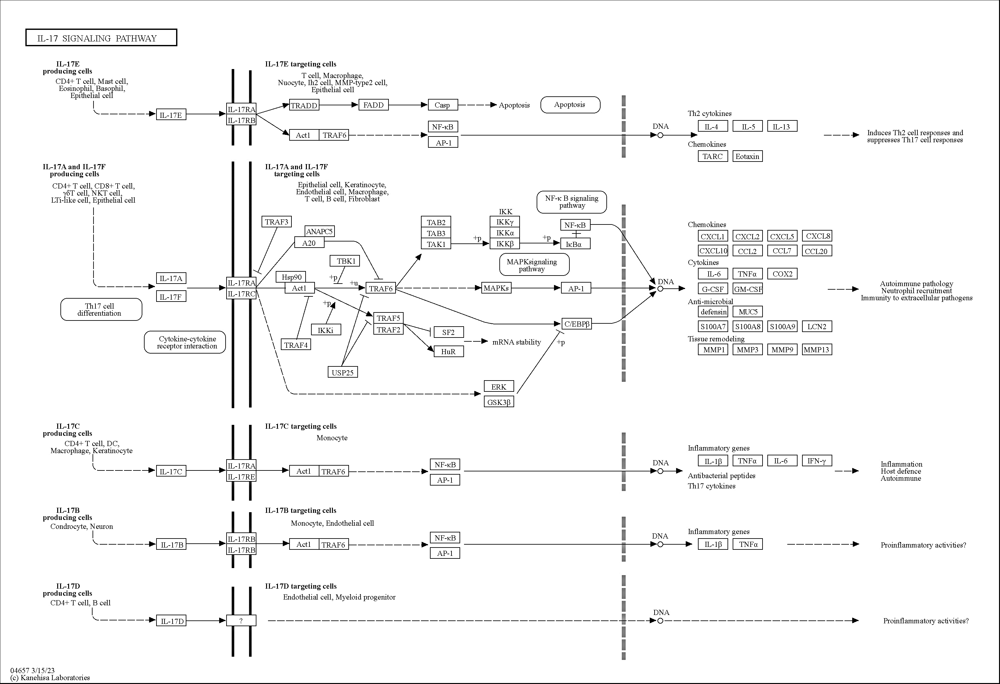 IL-17 SIGNALING PATHWAY
IL-17E
producing cells
CD4+ T cell, Mast cell,
Eosinophil, Basophil,
Epithelial cell
IL-17E
IL-17RA
IL-17RB
IL-17E targeting cells
T cell, Macrophage,
Nuocyte, Ih2 cell, MMP-type2 cell,
Epithelial cell
TRADD
FADD
Casp
Apoptosis
Apoptosis
Act1
TRAF6
NF-κB
AP-1
DNA
Th2 cytokines
IL-4
IL-5
IL-13
Chemokines
TARC
Eotaxin
Induces Th2 cell responses and
suppresses Th17 cell responses
IL-17A and IL-17F
producing cells
CD4+ T cell, CD8+ T cell,
γδT cell, NKT cell,
LTi-like cell, Epithelial cell
IL-17A
IL-17F
Th17 cell
differentiation
Cytokine-cytokine
receptor interaction
IL-17RA
IL-17RC
IL-17A and IL-17F
targeting cells
Epithelial cell, Keratinocyte,
Endothelial cell, Macrophage,
T cell, B cell, Fibroblast
TRAF3
ANAPC5
A20
TBK1
Hsp90
Act1
+p
+u
TRAF6
+p
IKKi
TRAF4
USP25
TRAF5
TRAF2
SF2
HuR
mRNA stability
TAB2
TAB3
TAK1
+p
IKK
IKKγ
IKKα
IKKβ
+p
NF-κ B signaling
pathway
NF-κB
IκBα
MAPKsignaling
pathway
MAPKs
AP-1
C/EBPβ
+p
ERK
GSK3β
DNA
Chemokines
CXCL1
CXCL2
CXCL5
CXCL8
CXCL10
CCL2
CCL7
CCL20
Cytokines
IL-6
TNFα
COX2
G-CSF
GM-CSF
Anti-microbial
defensin
MUC5
S100A7
S100A8
S100A9
LCN2
Tissue remodeling
MMP1
MMP3
MMP9
MMP13
Autoimmune pathology
Neutrophil recruitment
Immunity to extracellular pathogens
IL-17C
producing cells
CD4+ T cell, DC,
Macrophage, Keratinocyte
IL-17C
IL-17RA
IL-17RE
IL-17C targeting cells
Monocyte
Act1
TRAF6
NF-κB
AP-1
DNA
Inflammatory genes
IL-1β
TNFα
IL-6
IFN-γ
Antibacterial peptides
Th17 cytokines
Inflammation
Host defence
Autoimmune
IL-17B
producing cells
Condrocyte, Neuron
IL-17B
IL-17RB
IL-17RB
IL-17B targeting cells
Monocyte, Endothelial cell
Act1
TRAF6
NF-κB
AP-1
DNA
Inflammatory genes
IL-1β
TNFα
Proinflammatory activities?
IL-17D
producing cells
CD4+ T cell, B cell
IL-17D
?
IL-17D targeting cells
Endothelial cell, Myeloid progenitor
DNA
Proinflammatory activities?
04657 3/15/23
(c) Kanehisa Laboratories